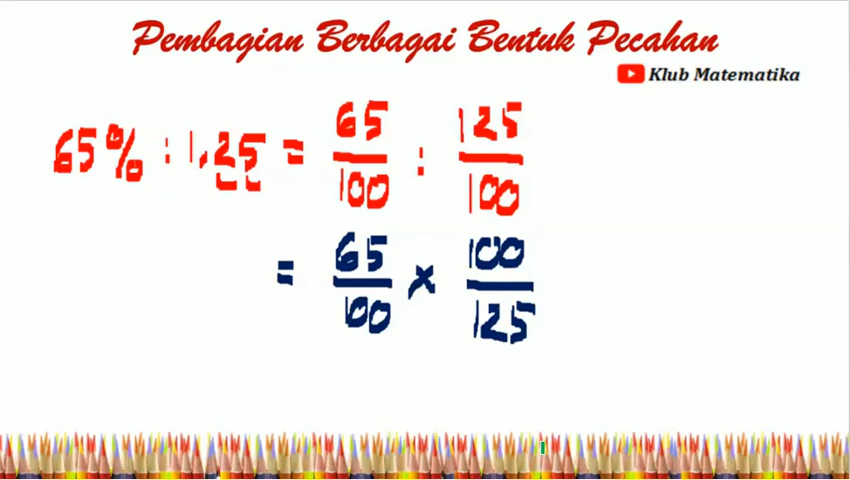 Pembagian Berbagai Bentuk Pecahan
Klub Matematika
65% : 1,25 = 65/100 : 125/100
= 65/100 × 100/125